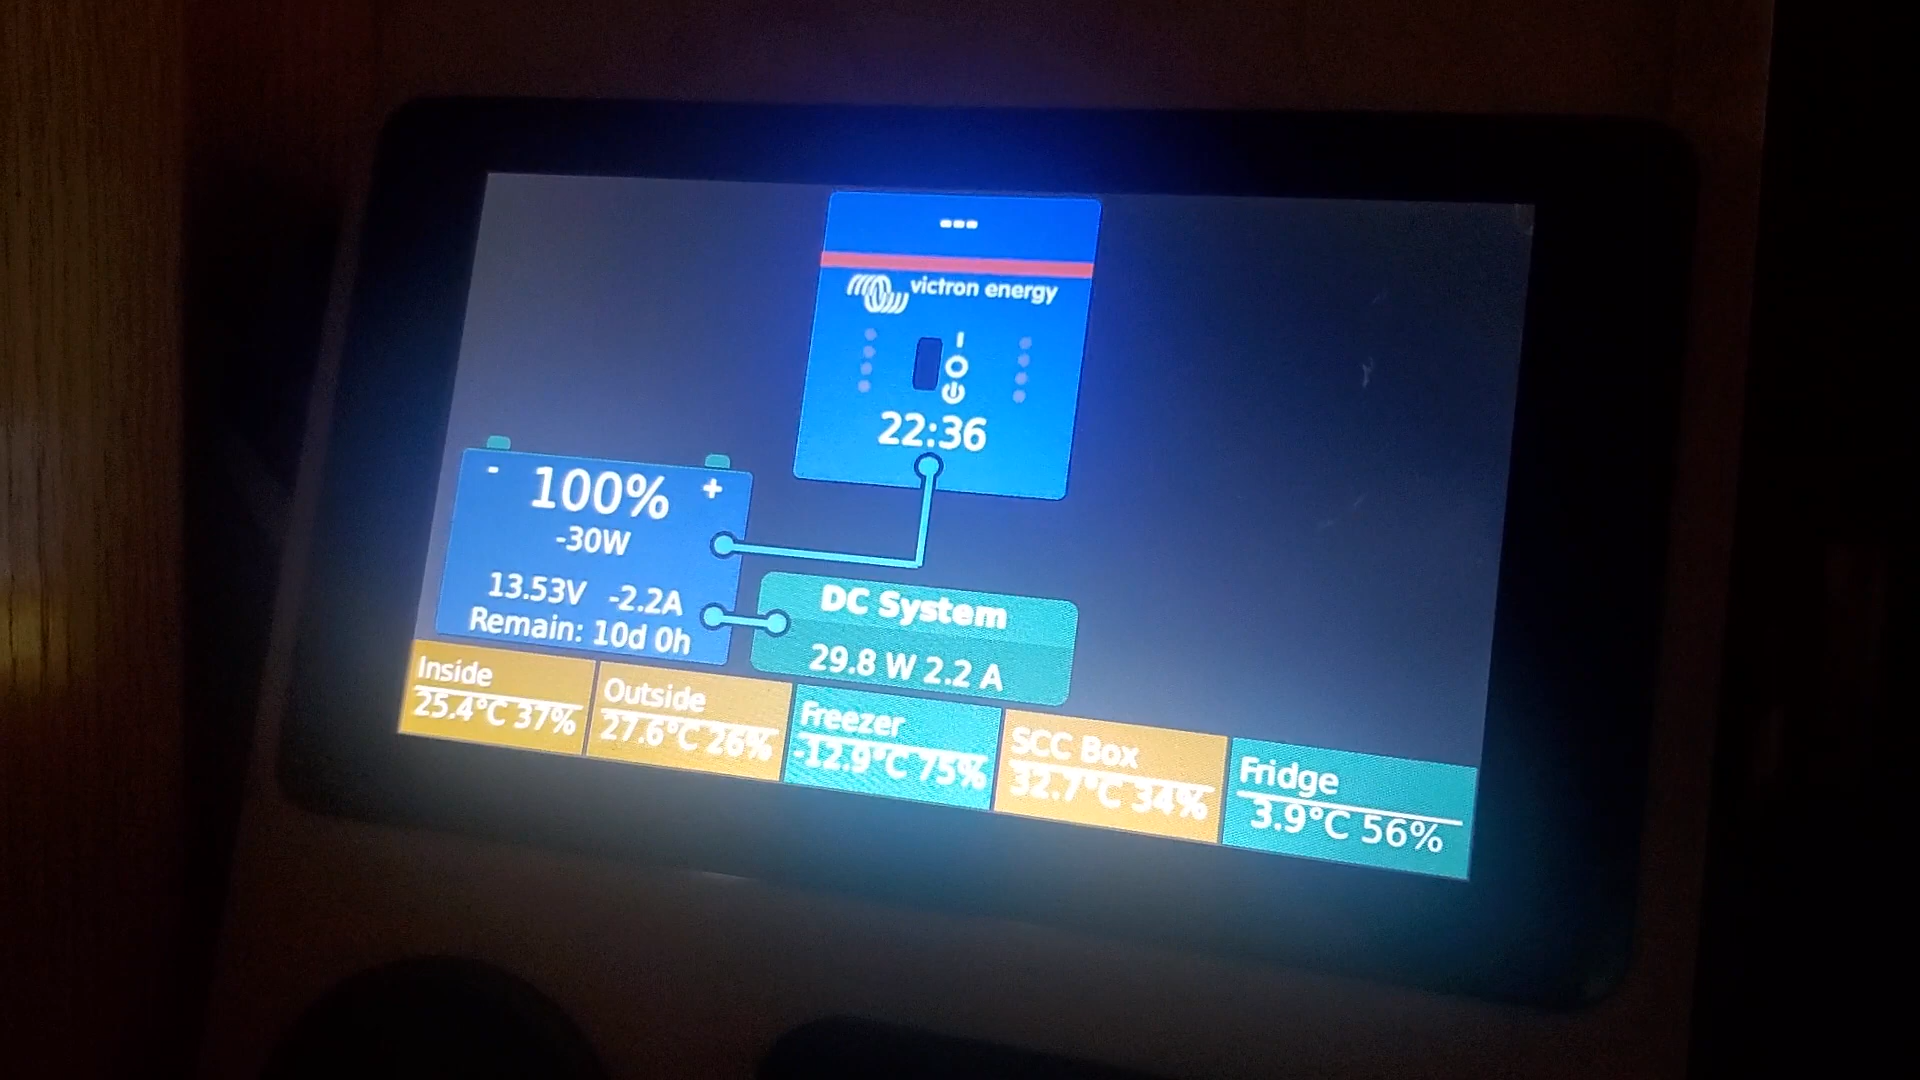 ---
victron energy
I
O
22:36
- 100% +
-30W
13.53V -2.2A
Remain: 10d 0h
DC System
29.8 W 2.2 A
Inside
25.4°C 37%
Outside
27.6°C 26%
Freezer
-12.9°C 75%
SCC Box
32.7°C 34%
Fridge
3.9°C 56%